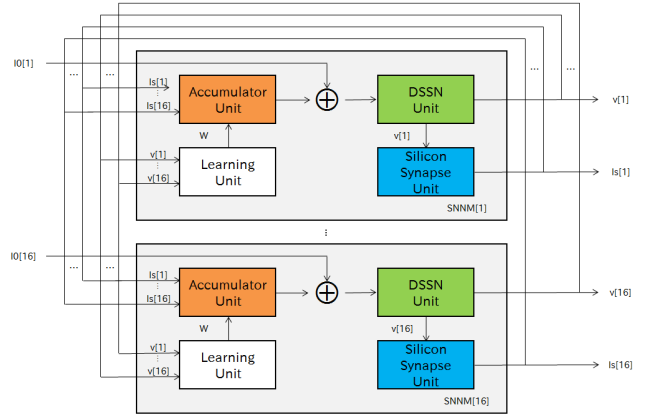 I0[1]
...
...
Is[1]
Is[16]
Accumulator
Unit
W
v[1]
v[16]
Learning
Unit
DSSN
Unit
v[1]
Silicon
Synapse
Unit
SNNM[1]
...
...
v[1]
Is[1]
...
I0[16]
...
...
Is[1]
Is[16]
Accumulator
Unit
W
v[1]
v[16]
Learning
Unit
DSSN
Unit
v[16]
Silicon
Synapse
Unit
SNNM[16]
v[16]
Is[16]